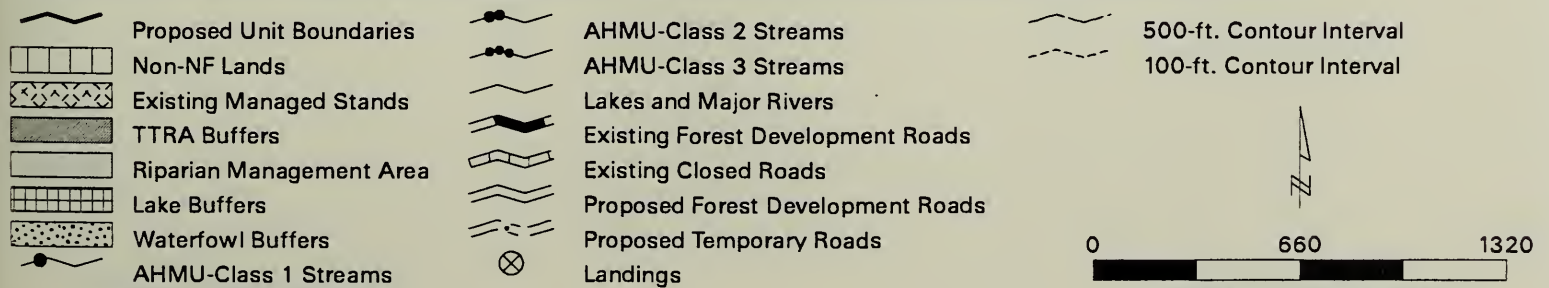 Proposed Unit Boundaries
Non-NF Lands
Existing Managed Stands
TTRA Buffers
Riparian Management Area
Lake Buffers
Waterfowl Buffers
AHMU-Class 1 Streams
AHMU-Class 2 Streams
AHMU-Class 3 Streams
Lakes and Major Rivers
Existing Forest Development Roads
Existing Closed Roads
Proposed Forest Development Roads
Proposed Temporary Roads
Landings
500-ft. Contour Interval
100-ft. Contour Interval
N
0 660 1320